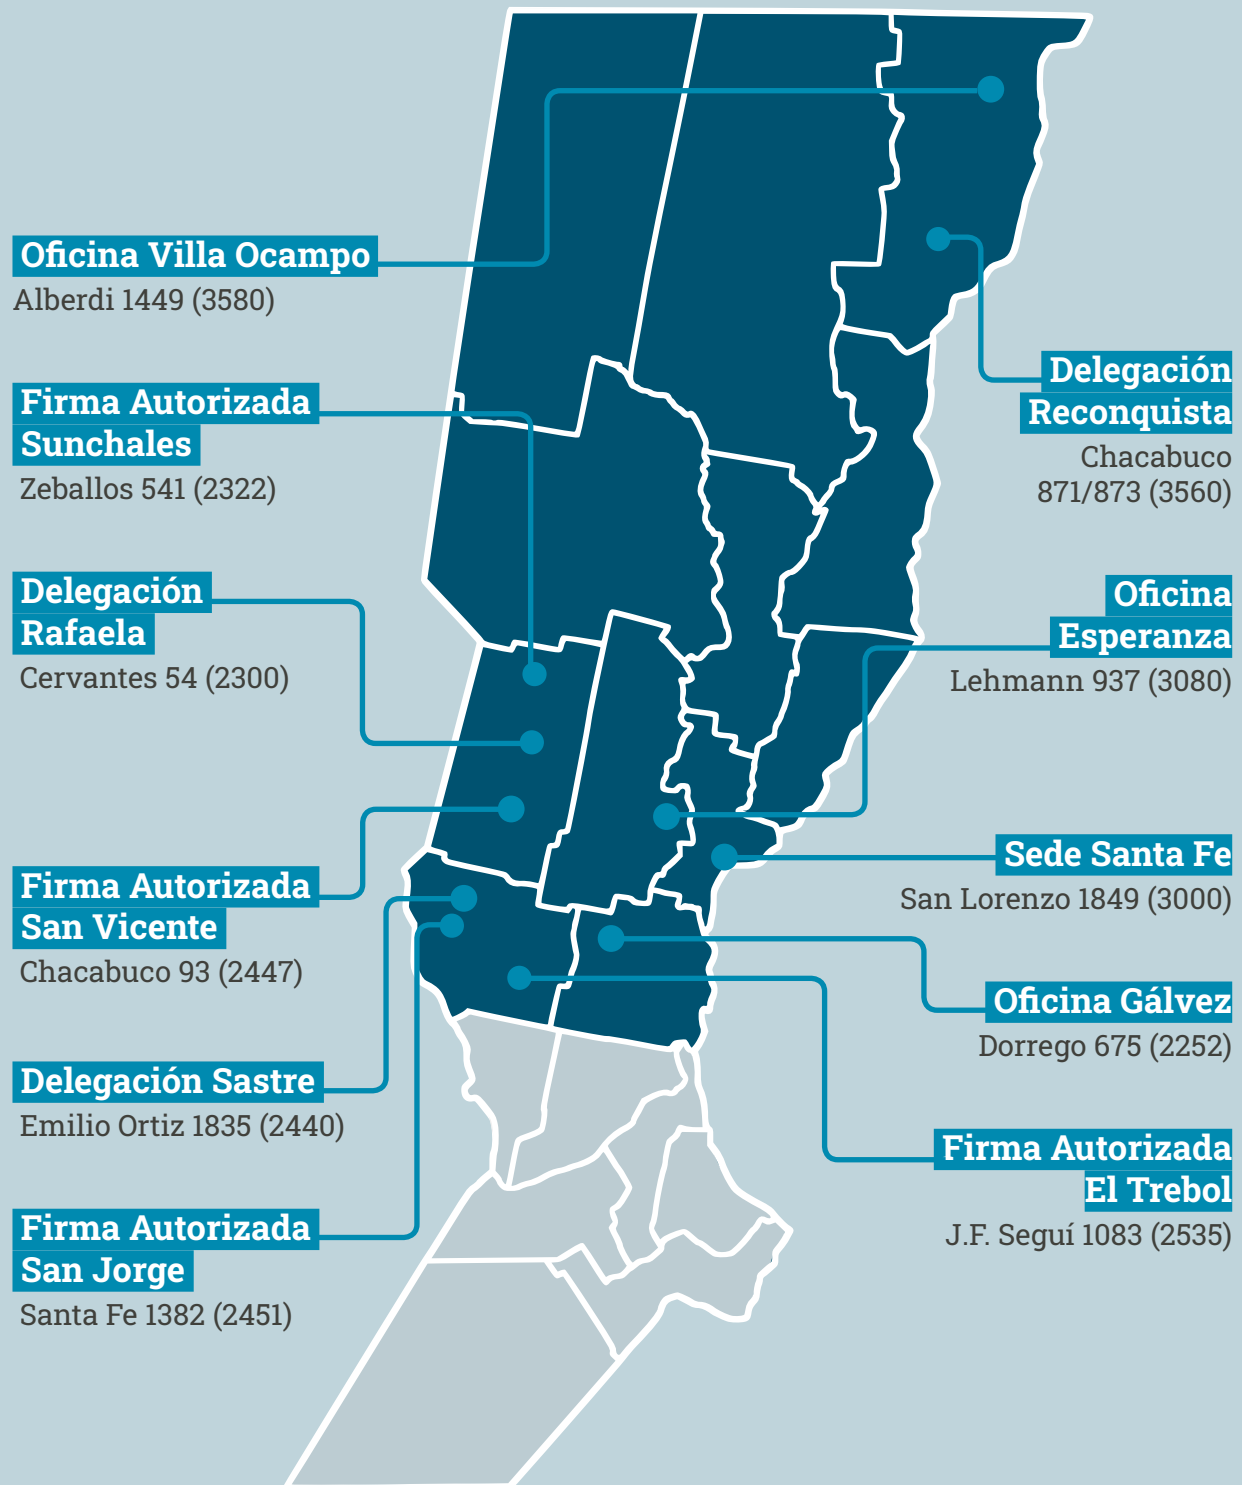 Oficina Villa Ocampo
Alberdi 1449 (3580)
Firma Autorizada
Sunchales
Zeballos 541 (2322)
Delegación
Rafaela
Cervantes 54 (2300)
Firma Autorizada
San Vicente
Chacabuco 93 (2447)
Delegación Sastre
Emilio Ortiz 1835 (2440)
Firma Autorizada
San Jorge
Santa Fe 1382 (2451)
Delegación
Reconquista
Chacabuco
871/873 (3560)
Oficina
Esperanza
Lehmann 937 (3080)
Sede Santa Fe
San Lorenzo 1849 (3000)
Oficina Gálvez
Dorrego 675 (2252)
Firma Autorizada
El Trebol
J.F. Seguí 1083 (2535)